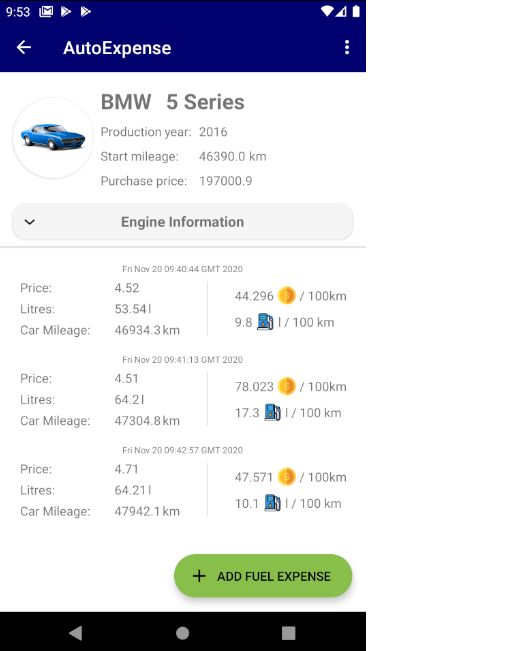 9:53
AutoExpense
BMW 5 Series
Production year: 2016
Start mileage: 46390.0 km
Purchase price: 197000.9
Engine Information
Fri Nov 20 09:40:44 GMT 2020
Price: 4.52
44.296 / 100km
Litres: 53.54 l
9.8 l / 100 km
Car Mileage: 46934.3 km
Fri Nov 20 09:41:13 GMT 2020
Price: 4.51
78.023 / 100km
Litres: 64.2 l
17.3 l / 100 km
Car Mileage: 47304.8 km
Fri Nov 20 09:42:57 GMT 2020
Price: 4.71
47.571 / 100km
Litres: 64.21 l
10.1 l / 100 km
Car Mileage: 47942.1 km
+ ADD FUEL EXPENSE